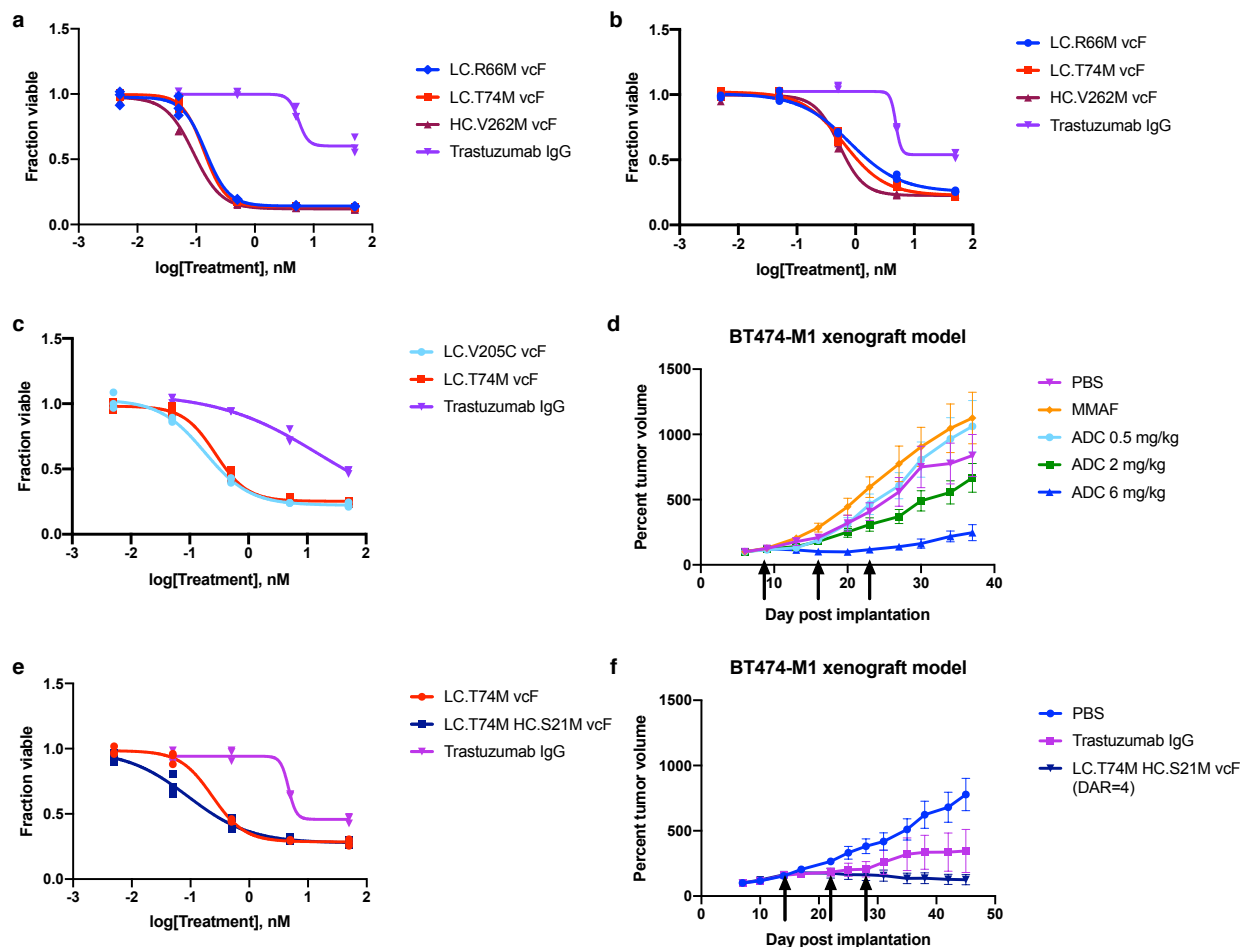 a
1.5
1.0
0.5
0.0
Fraction viable
-3 -2 -1 0 1 2
log[Treatment], nM
LC.R66M vcF
LC.T74M vcF
HC.V262M vcF
Trastuzumab IgG
b
1.5
1.0
0.5
0.0
Fraction viable
-3 -2 -1 0 1 2
log[Treatment], nM
LC.R66M vcF
LC.T74M vcF
HC.V262M vcF
Trastuzumab IgG
c
1.5
1.0
0.5
0.0
Fraction viable
-3 -2 -1 0 1 2
log[Treatment], nM
LC.V205C vcF
LC.T74M vcF
Trastuzumab IgG
d
BT474-M1 xenograft model
1500
1000
500
0
Percent tumor volume
0 10 20 30 40
Day post implantation
PBS
MMAF
ADC 0.5 mg/kg
ADC 2 mg/kg
ADC 6 mg/kg
e
1.5
1.0
0.5
0.0
Fraction viable
-3 -2 -1 0 1 2
log[Treatment], nM
LC.T74M vcF
LC.T74M HC.S21M vcF
Trastuzumab IgG
f
BT474-M1 xenograft model
1500
1000
500
0
Percent tumor volume
0 10 20 30 40 50
Day post implantation
PBS
Trastuzumab IgG
LC.T74M HC.S21M vcF
(DAR=4)